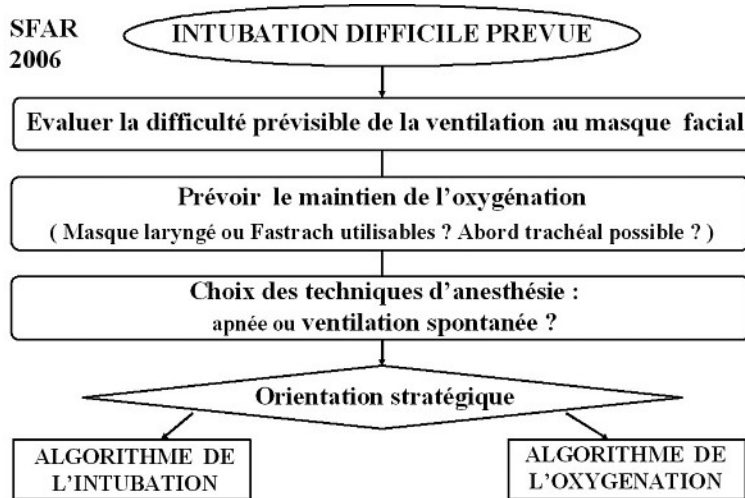 SFAR
2006
INTUBATION DIFFICILE PREVUE
Evaluer la difficulté prévisible de la ventilation au masque facial
Prévoir le maintien de l'oxygénation
( Masque laryngé ou Fastrach utilisables ? Abord trachéal possible ? )
Choix des techniques d'anesthésie :
apnée ou ventilation spontanée ?
Orientation stratégique
ALGORITHME DE
L'INTUBATION
ALGORITHME DE
L'OXYGENATION